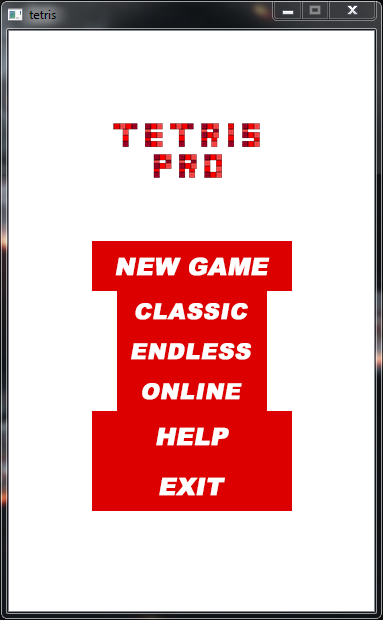 tetris
TETRIS
PRO
NEW GAME
CLASSIC
ENDLESS
ONLINE
HELP
EXIT